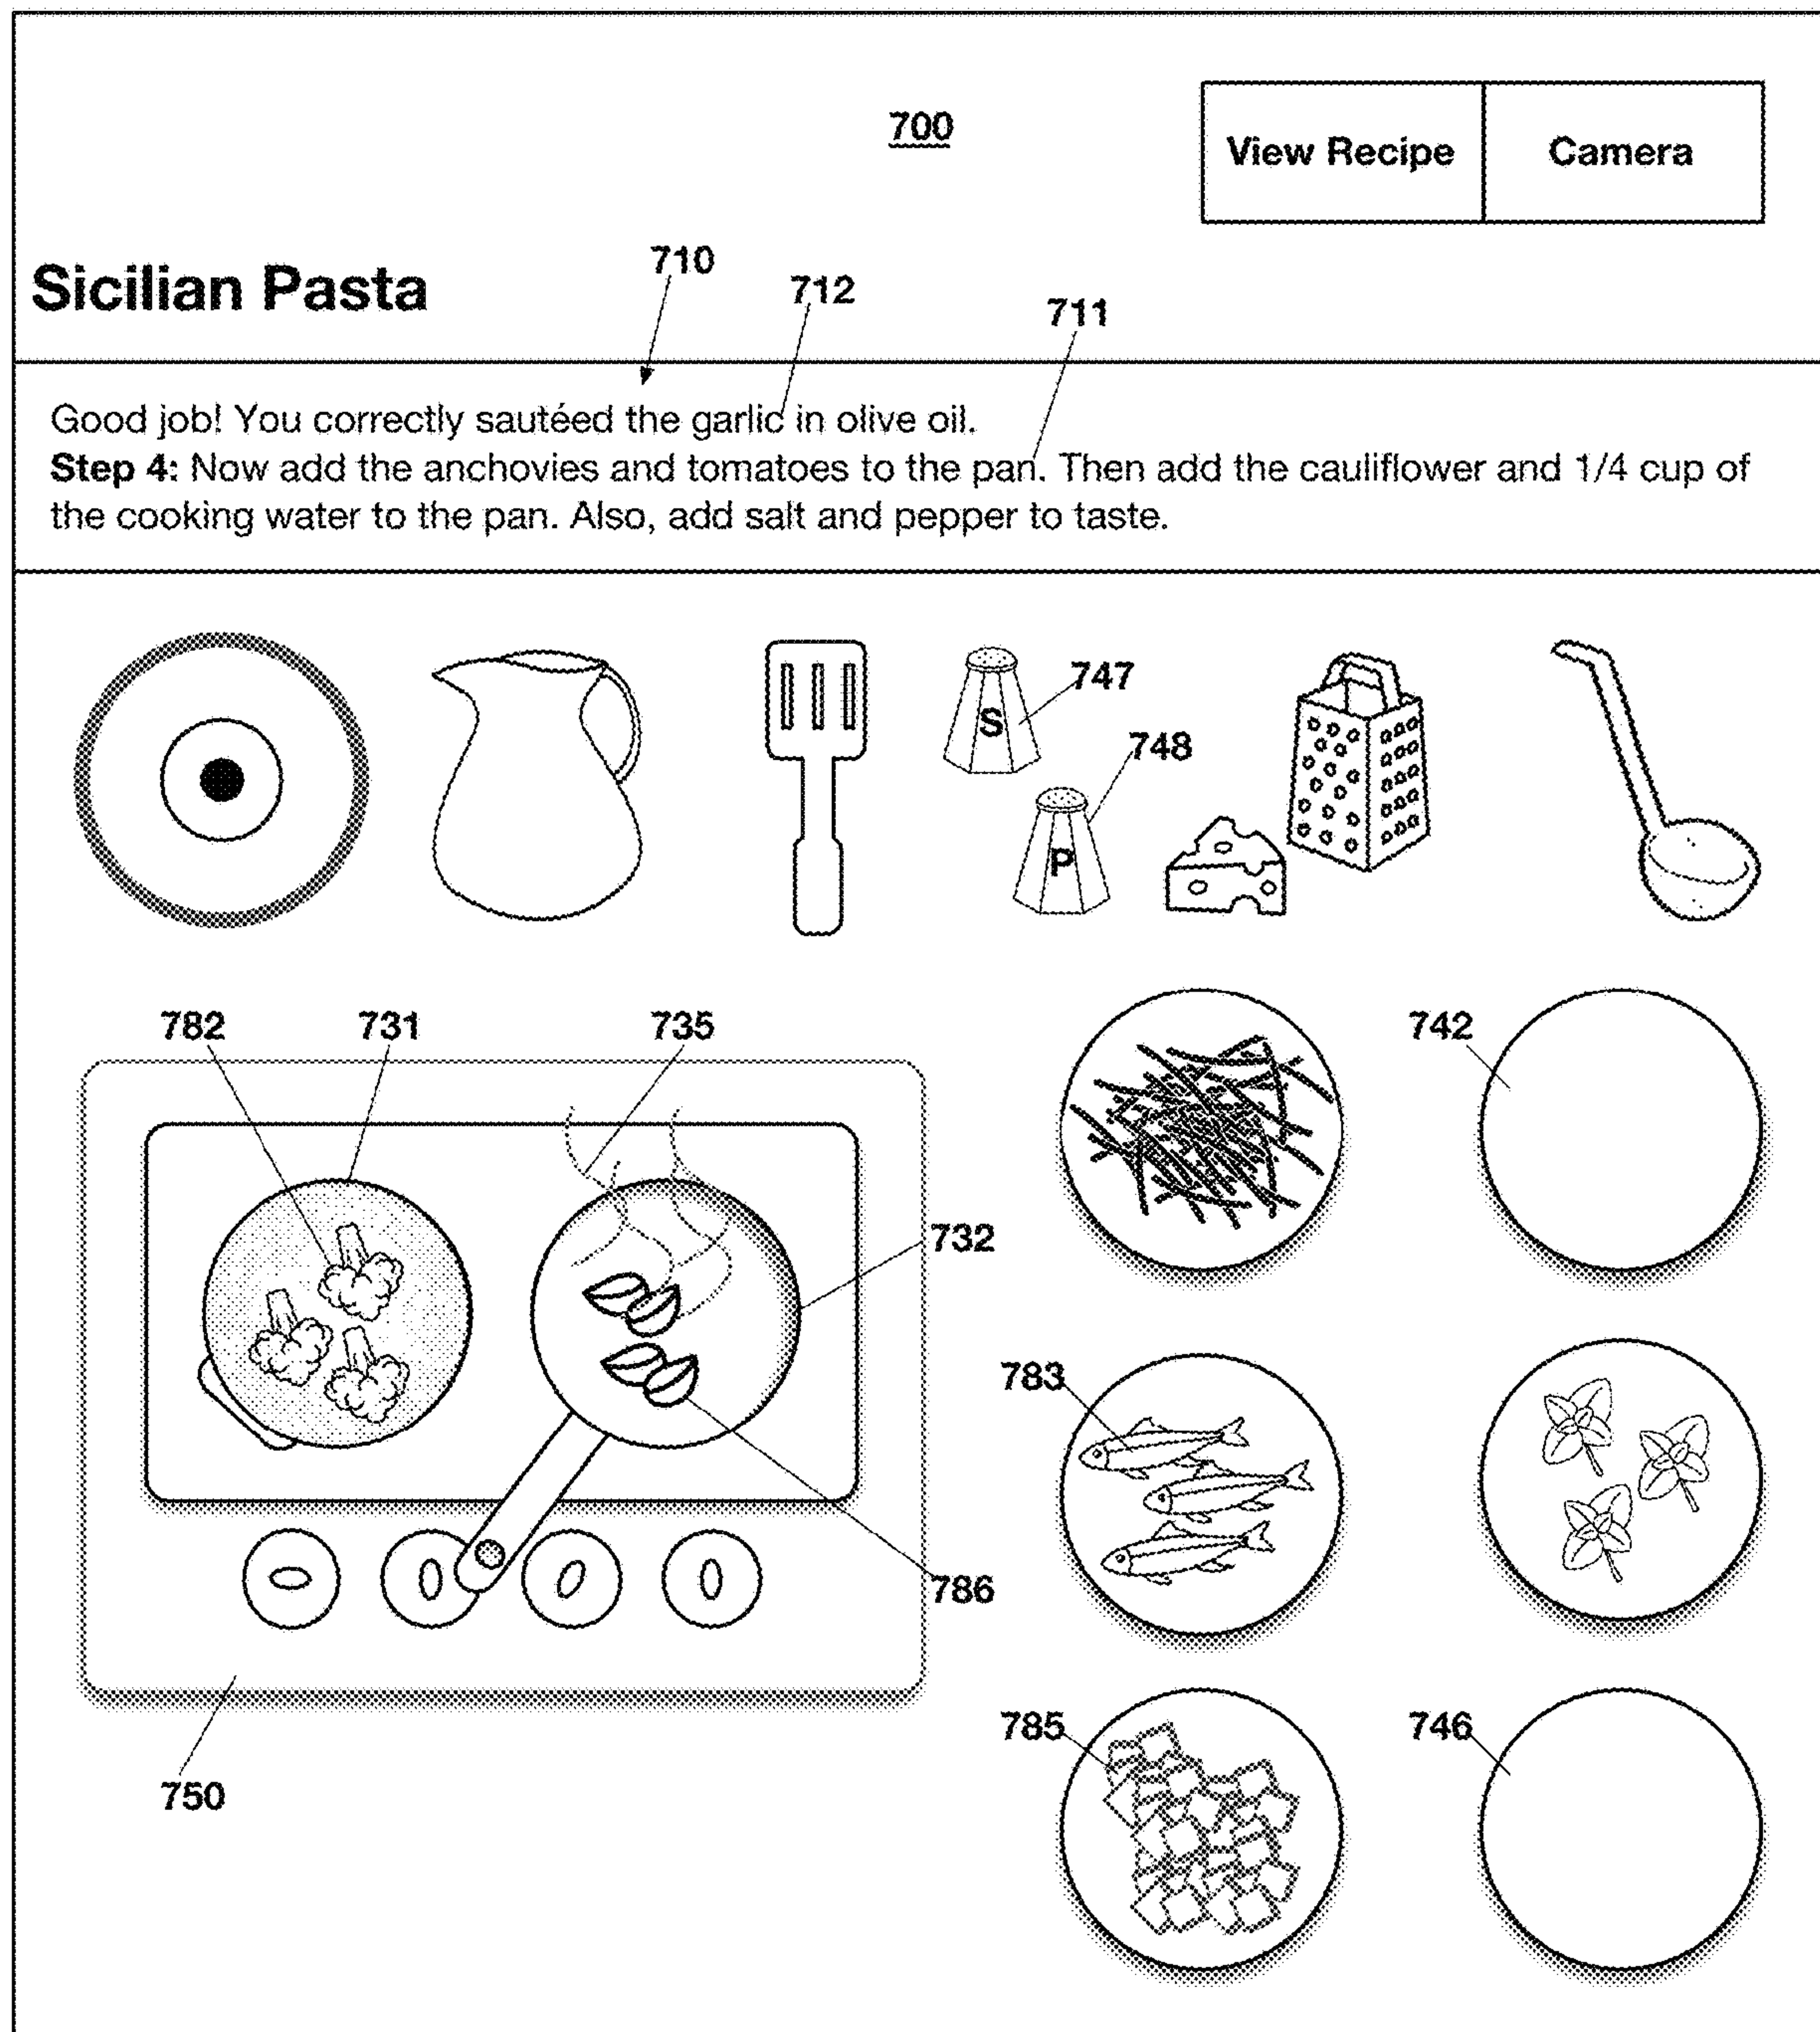 700
View Recipe Camera
710
712
711
Sicilian Pasta
Good job! You correctly sautéed the garlic in olive oil.
Step 4: Now add the anchovies and tomatoes to the pan. Then add the cauliflower and 1/4 cup of
the cooking water to the pan. Also, add salt and pepper to taste.
747
S
748
P
782 731 735 742
732
783
786
785 746
750